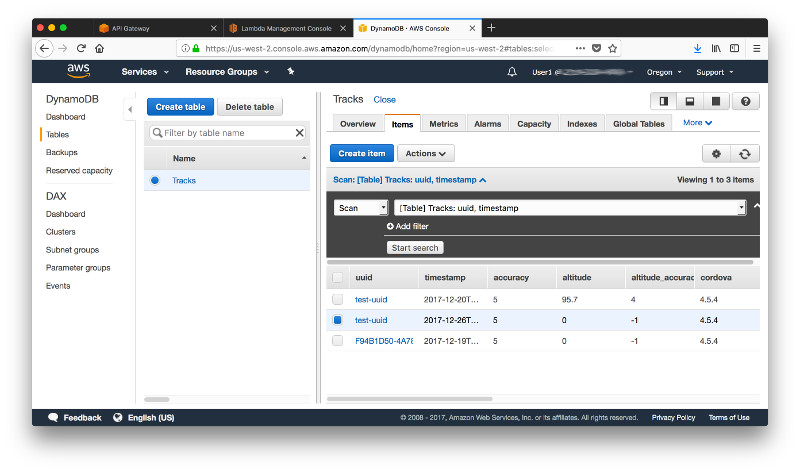 API Gateway
Lambda Management Console
DynamoDB · AWS Console
https://us-west-2.console.aws.amazon.com/dynamodb/home?region=us-west-2#tables:selec
aws
Services
Resource Groups
User1 @
Oregon
Support
DynamoDB
Dashboard
Tables
Backups
Reserved capacity
DAX
Dashboard
Clusters
Subnet groups
Parameter groups
Events
Create table
Delete table
Filter by table name
Name
Tracks
Tracks
Close
Overview
Items
Metrics
Alarms
Capacity
Indexes
Global Tables
More
Create item
Actions
Scan: [Table] Tracks: uuid, timestamp
Viewing 1 to 3 items
Scan
[Table] Tracks: uuid, timestamp
Add filter
Start search
uuid timestamp accuracy altitude altitude_accurac cordova
test-uuid 2017-12-20T... 5 95.7 4 4.5.4
test-uuid 2017-12-26T... 5 0 -1 4.5.4
F94B1D50-4A78 2017-12-19T... 5 0 -1 4.5.4
Feedback
English (US)
© 2008 - 2017, Amazon Web Services, Inc. or its affiliates. All rights reserved.
Privacy Policy
Terms of Use